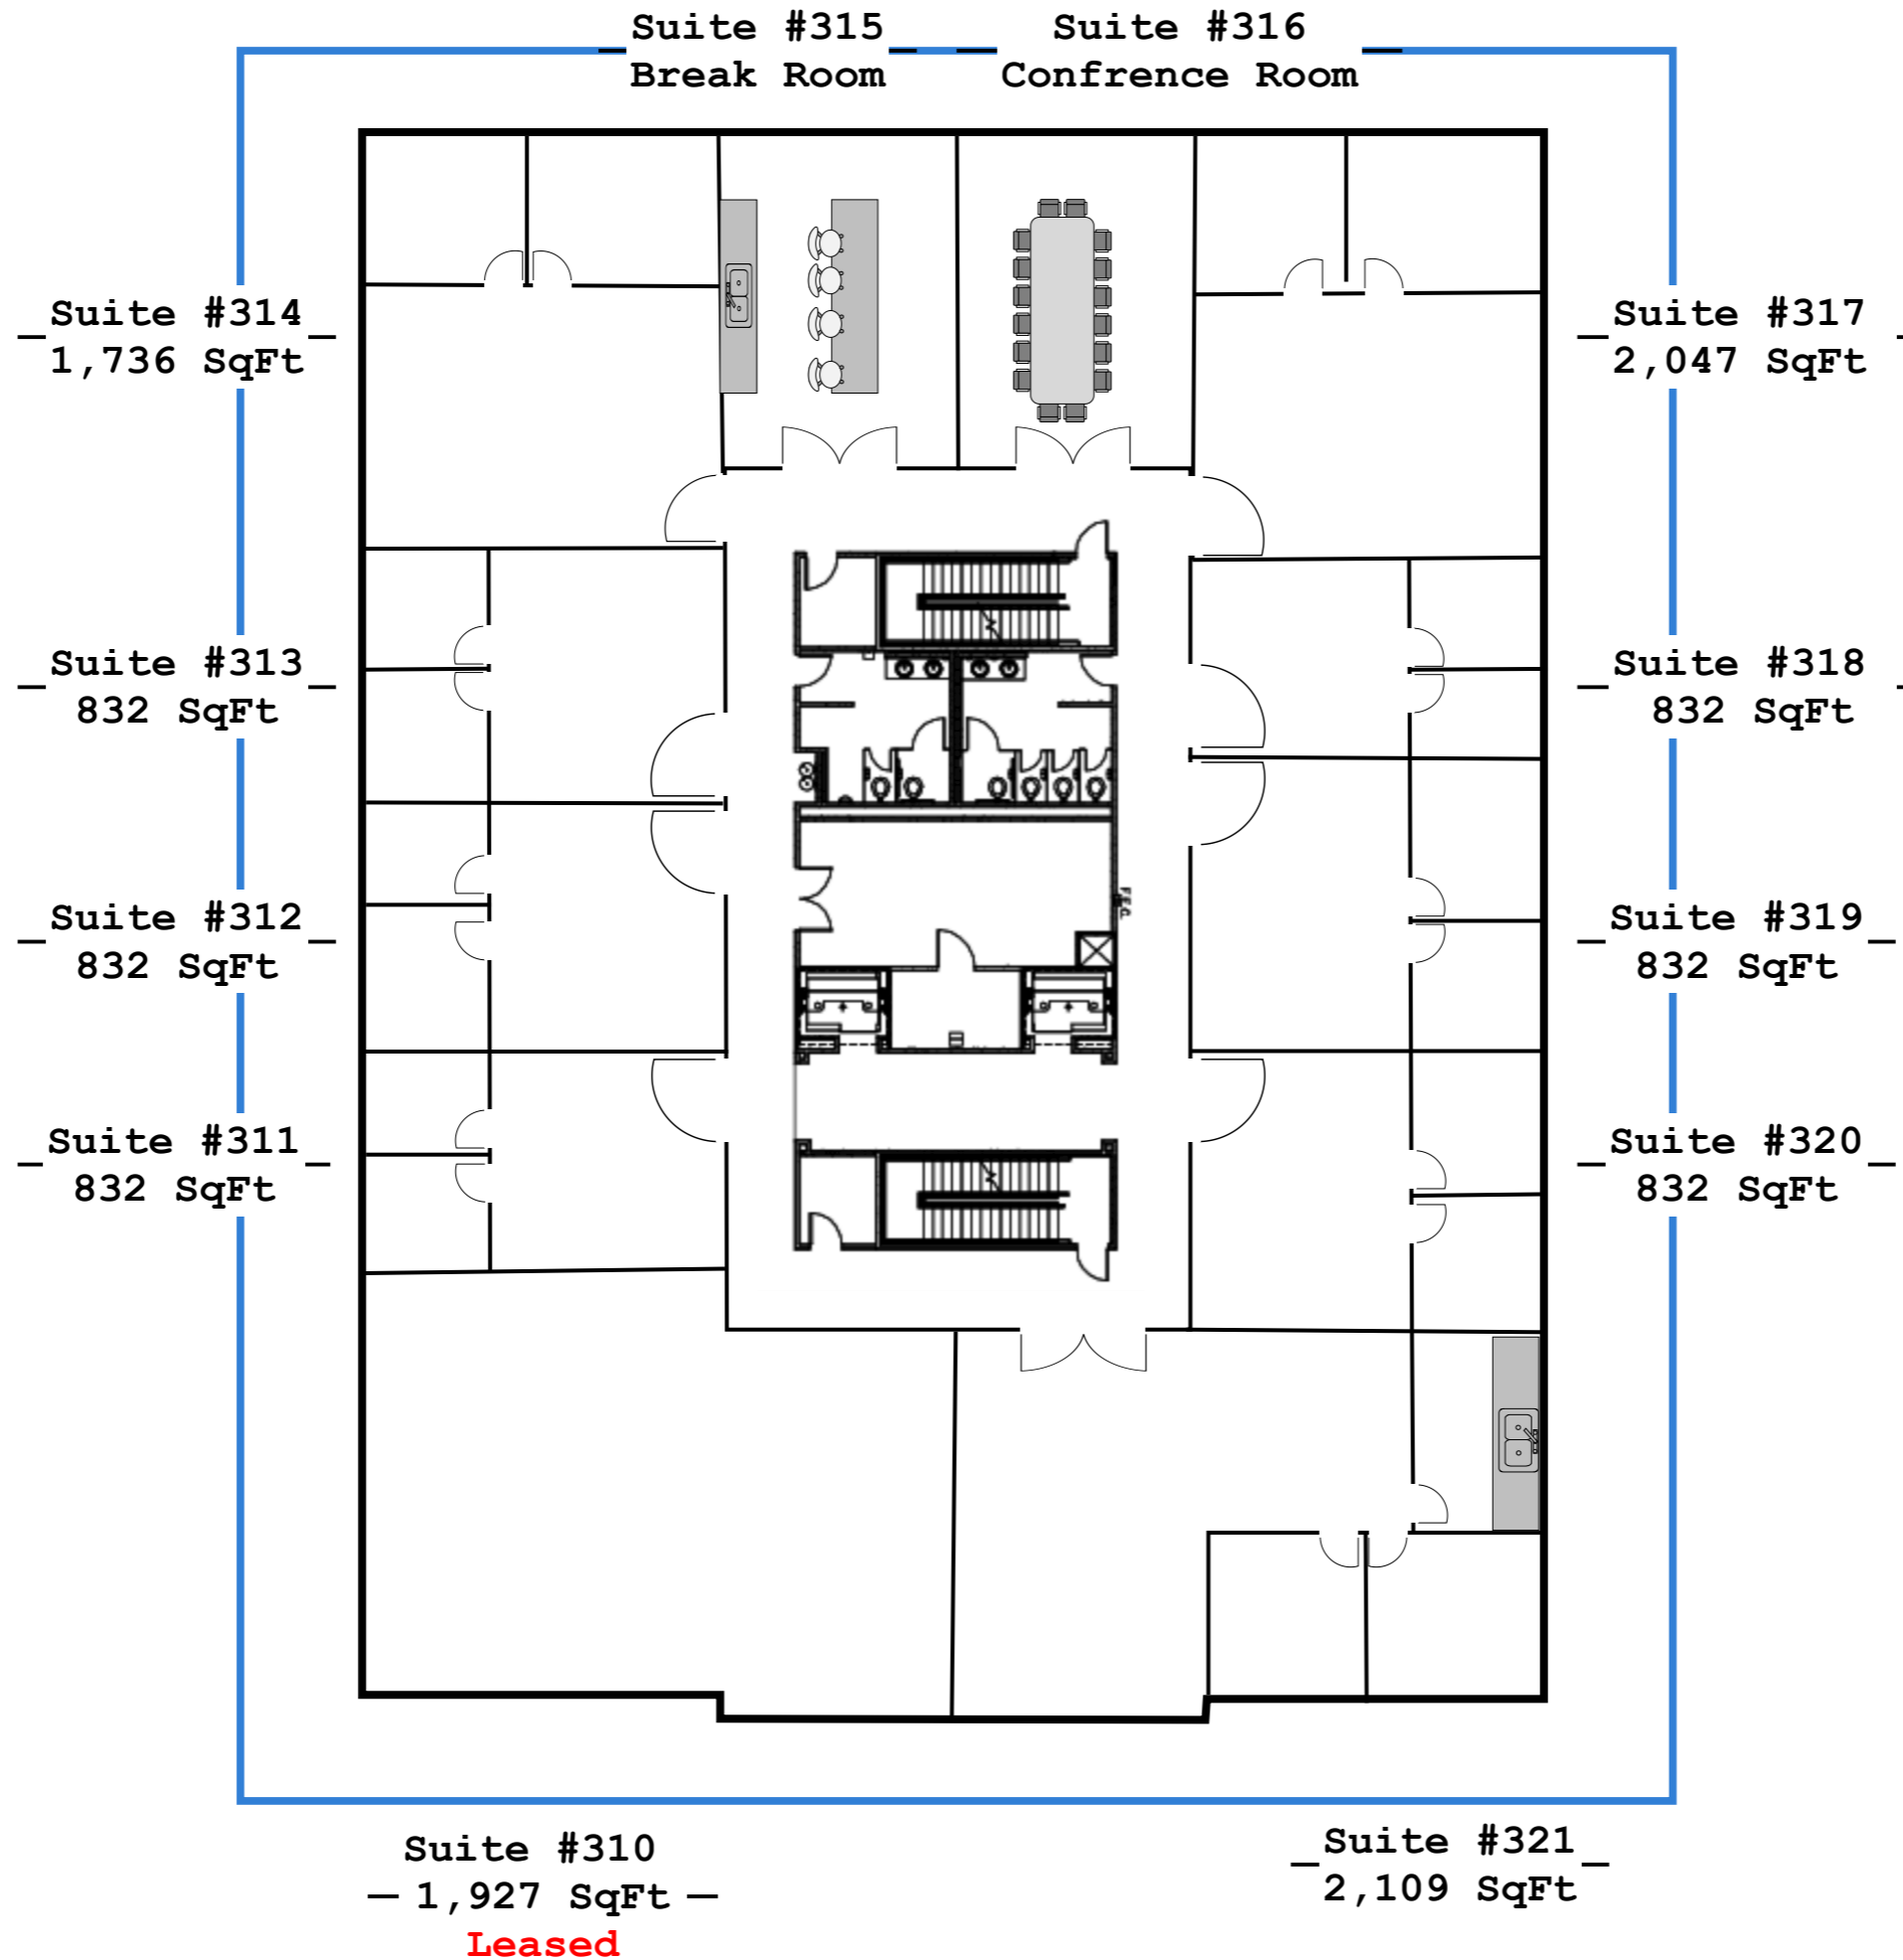 Suite #315
Break Room
Suite #316
Confrence Room
Suite #314
1,736 SqFt
Suite #317
2,047 SqFt
Suite #313
832 SqFt
Suite #318
832 SqFt
Suite #312
832 SqFt
F.E.C.
Suite #319
832 SqFt
Suite #311
832 SqFt
Suite #320
832 SqFt
Suite #310
1,927 SqFt
Leased
Suite #321
2,109 SqFt